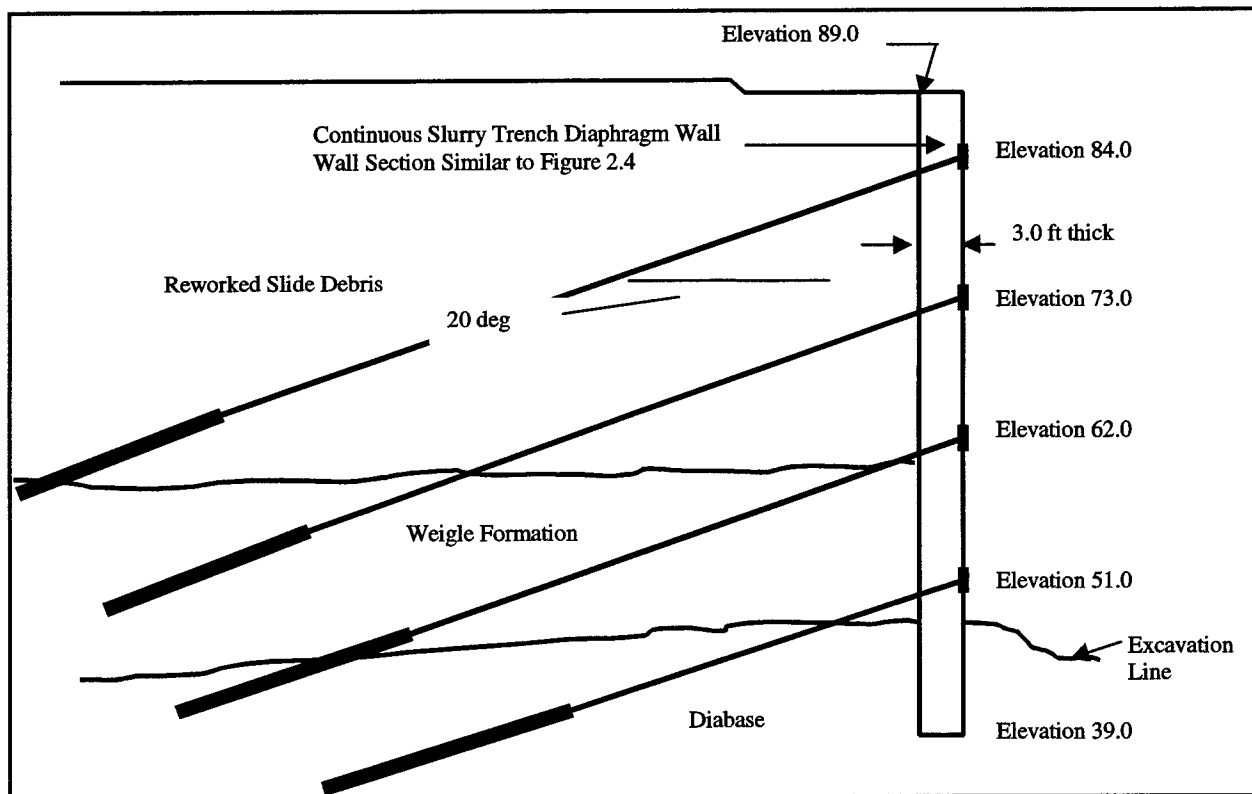 Elevation 89.0
Continuous Slurry Trench Diaphragm Wall
Wall Section Similar to Figure 2.4
Elevation 84.0
3.0 ft thick
Reworked Slide Debris
Elevation 73.0
20 deg
Elevation 62.0
Weigle Formation
Elevation 51.0
Excavation
Line
Diabase
Elevation 39.0